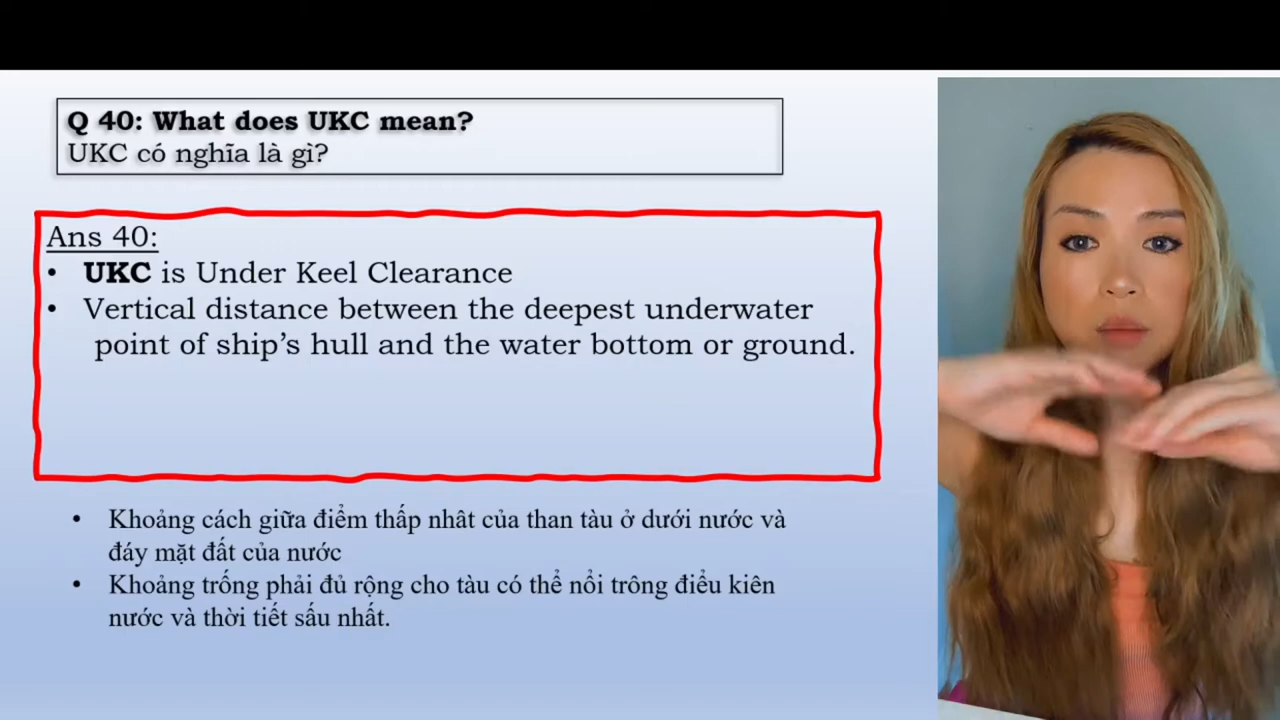 Q 40: What does UKC mean?
UKC có nghĩa là gì?
Ans 40:
• UKC is Under Keel Clearance
• Vertical distance between the deepest underwater
point of ship's hull and the water bottom or ground.
• Khoảng cách giữa điểm thấp nhât của than tàu ở dưới nước và
đáy mặt đất của nước
• Khoảng trống phải đủ rộng cho tàu có thể nổi trông điểu kiên
nước và thời tiết sấu nhất.